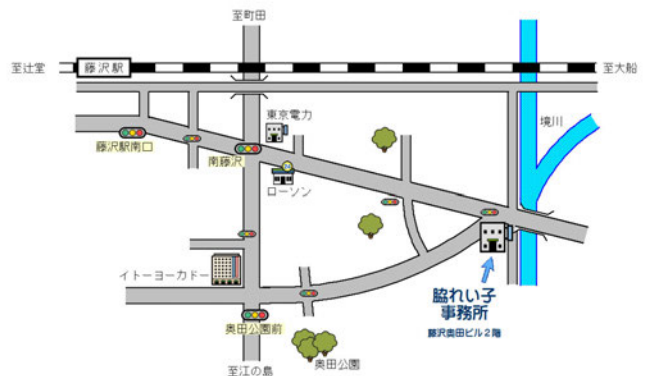 至町田
至辻堂
藤沢駅
至大船
東京電力
境川
藤沢駅南口
南藤沢
ローソン
イトーヨーカドー
脇れい子
事務所
藤沢奥田ビル2階
奥田公園前
奥田公園
至江の島